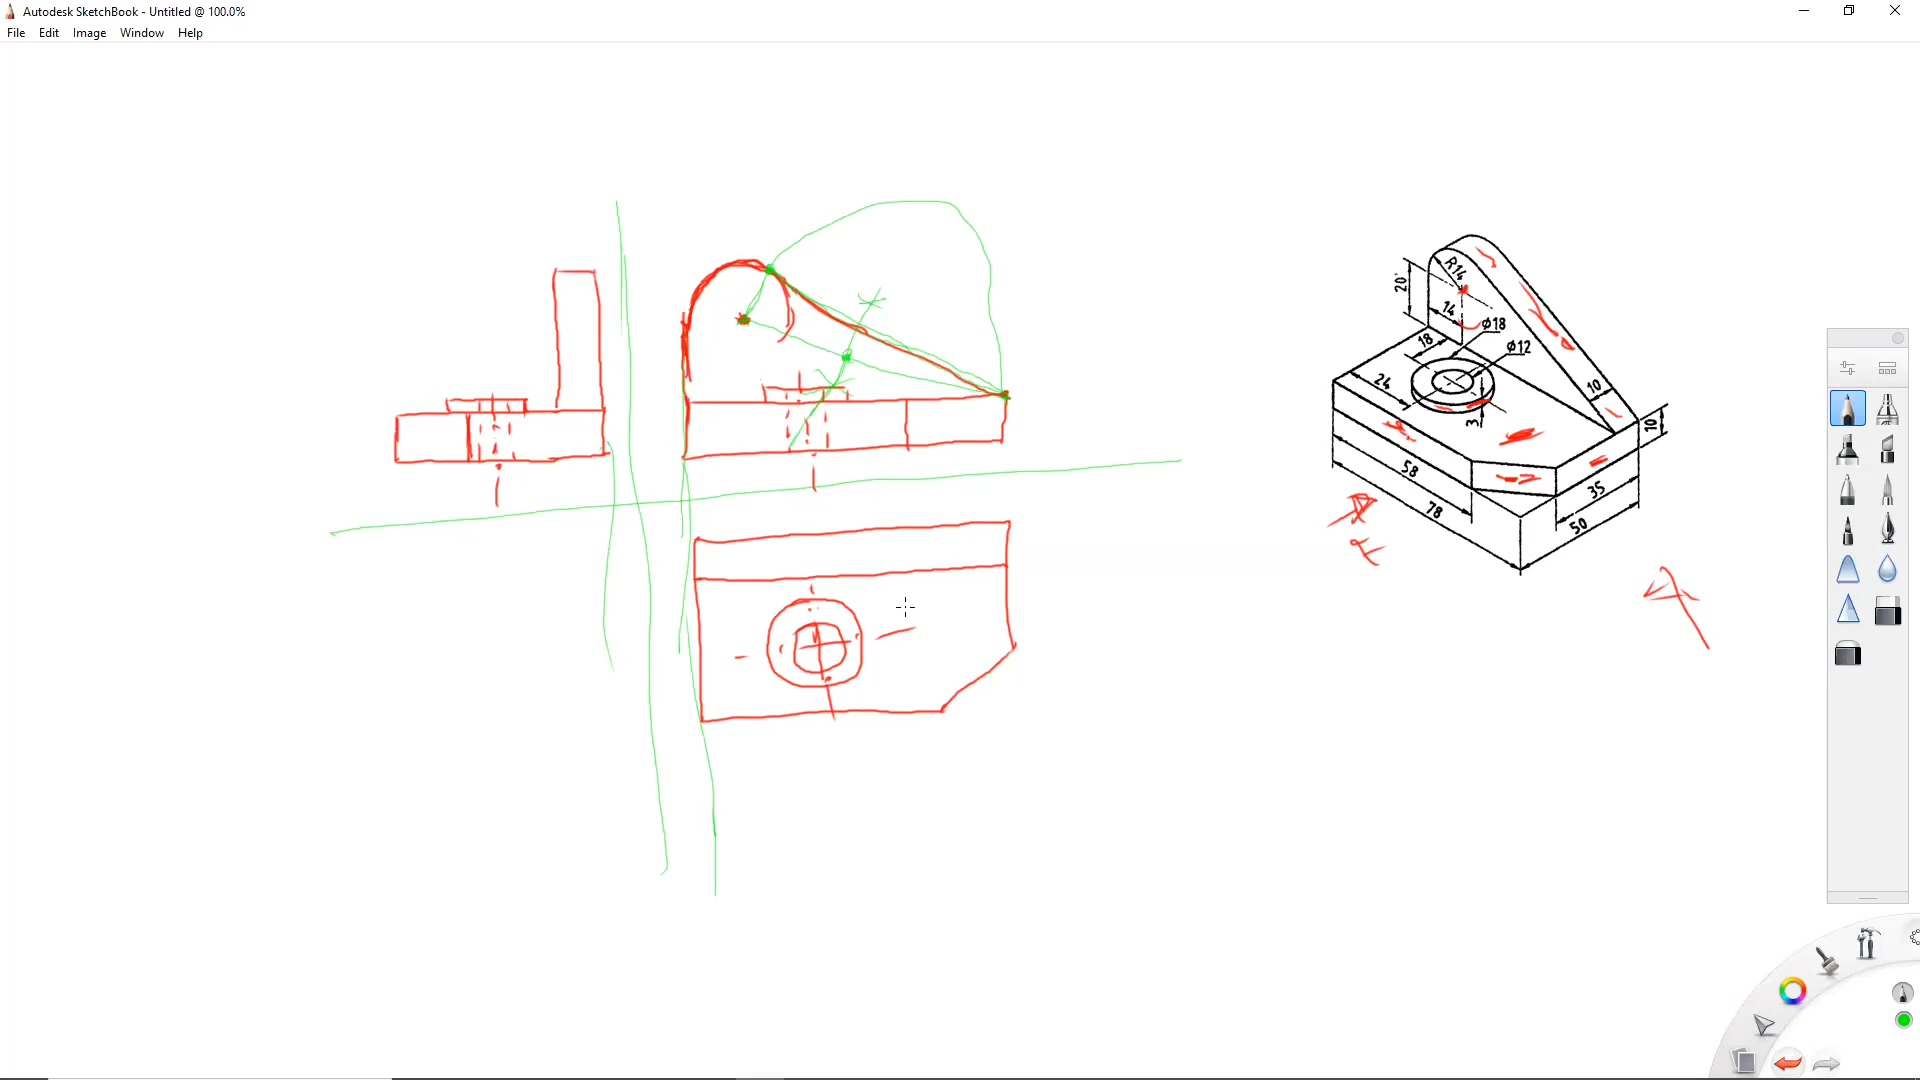 Autodesk SketchBook - Untitled @ 100.0%
File Edit Image Window Help
R14
20
14
Ø18
18
Ø12
24
10
3
10
58
35
78
50